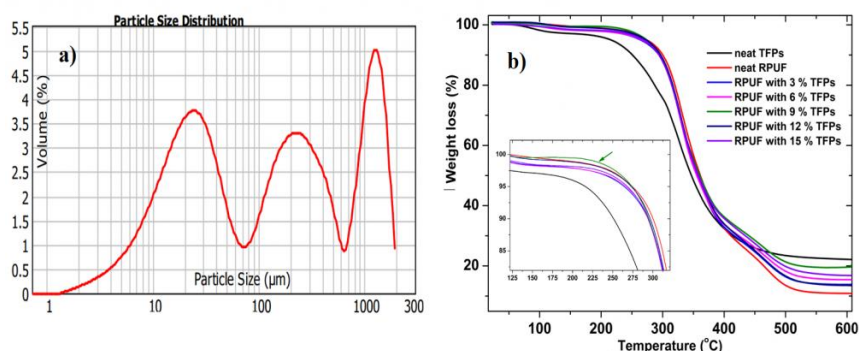 Particle Size Distribution
a)
Volume (%)
5.5
5
4.5
4
3.5
3
2.5
2
1.5
1
0.5
0
Particle Size (µm)
1 10 100 1000 300
b)
| Weight loss (%)
100
80
60
40
20
neat TFPs
neat RPUF
RPUF with 3 % TFPs
RPUF with 6 % TFPs
RPUF with 9 % TFPs
RPUF with 12 % TFPs
RPUF with 15 % TFPs
100
95
90
85
125 150 175 200 225 250 275 300
0 100 200 300 400 500 600
Temperature (°C)